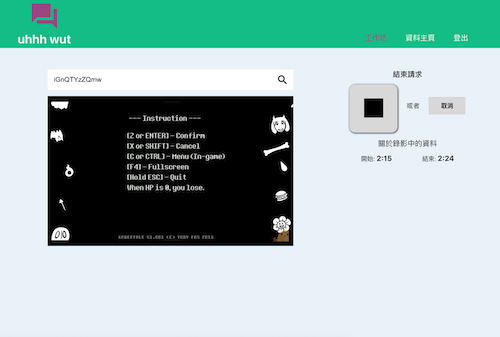 uhhh wut
資料主頁
登出
iGnQTYzZQmw
--- Instruction ---
[Z or ENTER] - Confirm
[X or SHIFT] - Cancel
[C or CTRL] - Menu (In-game)
[F4] - Fullscreen
[Hold ESC] - Quit
When HP is 0, you lose.
UNDERTALE V1.001 (C) TOBY FOX 2015
結束請求
或者
取消
關於錄影中的資料
開始: 2:15
結束: 2:24